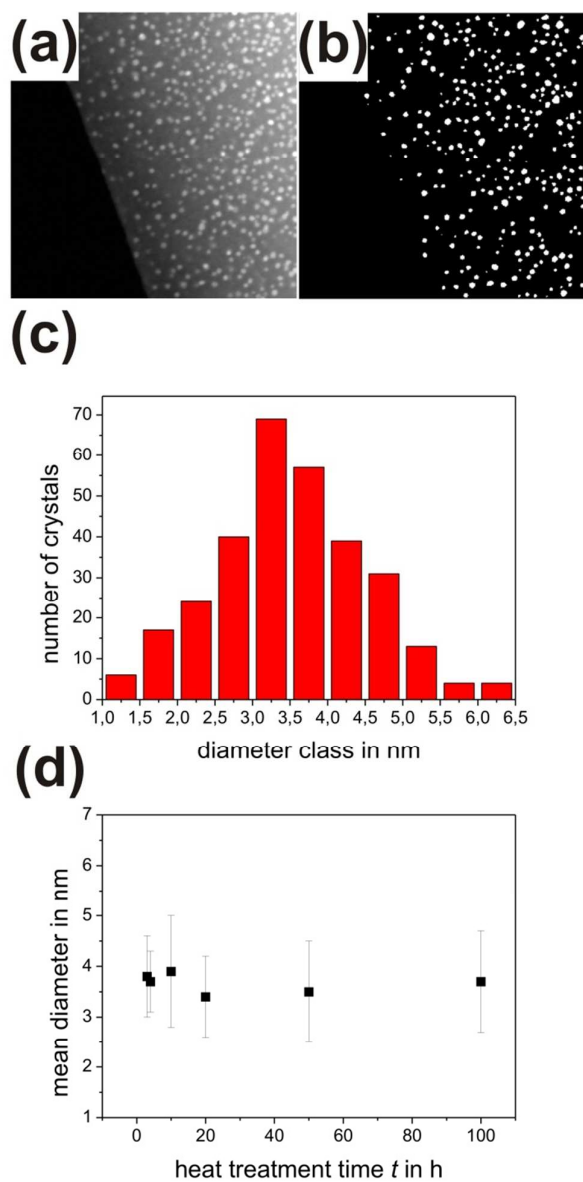 (a)
(b)
(c)
70
60
50
40
30
20
10
0
number of crystals
1,0 1,5 2,0 2,5 3,0 3,5 4,0 4,5 5,0 5,5 6,0 6,5
diameter class in nm
(d)
7
6
5
4
3
2
1
mean diameter in nm
0 20 40 60 80 100
heat treatment time t in h